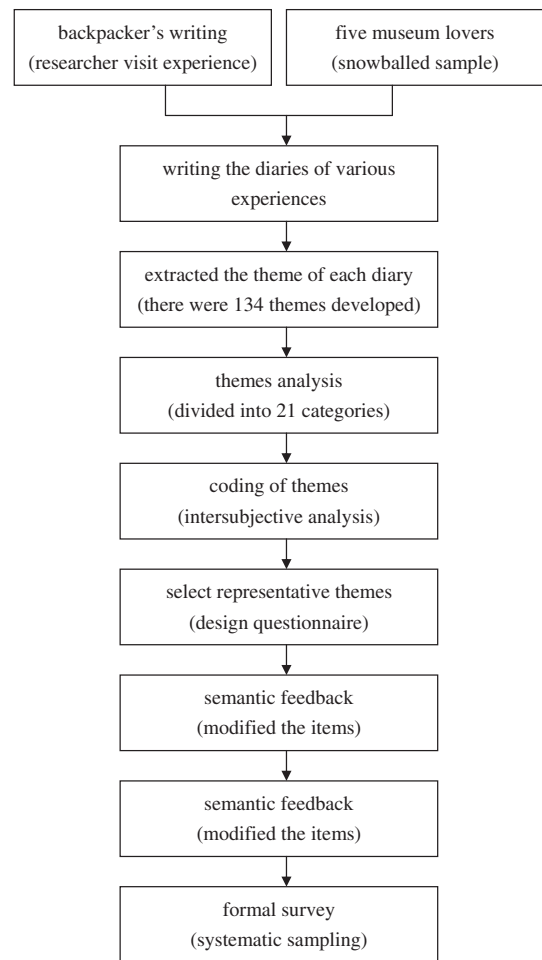 backpacker’s writing
(researcher visit experience)
five museum lovers
(snowballed sample)
writing the diaries of various
experiences
extracted the theme of each diary
(there were 134 themes developed)
themes analysis
(divided into 21 categories)
coding of themes
(intersubjective analysis)
select representative themes
(design questionnaire)
semantic feedback
(modified the items)
semantic feedback
(modified the items)
formal survey
(systematic sampling)